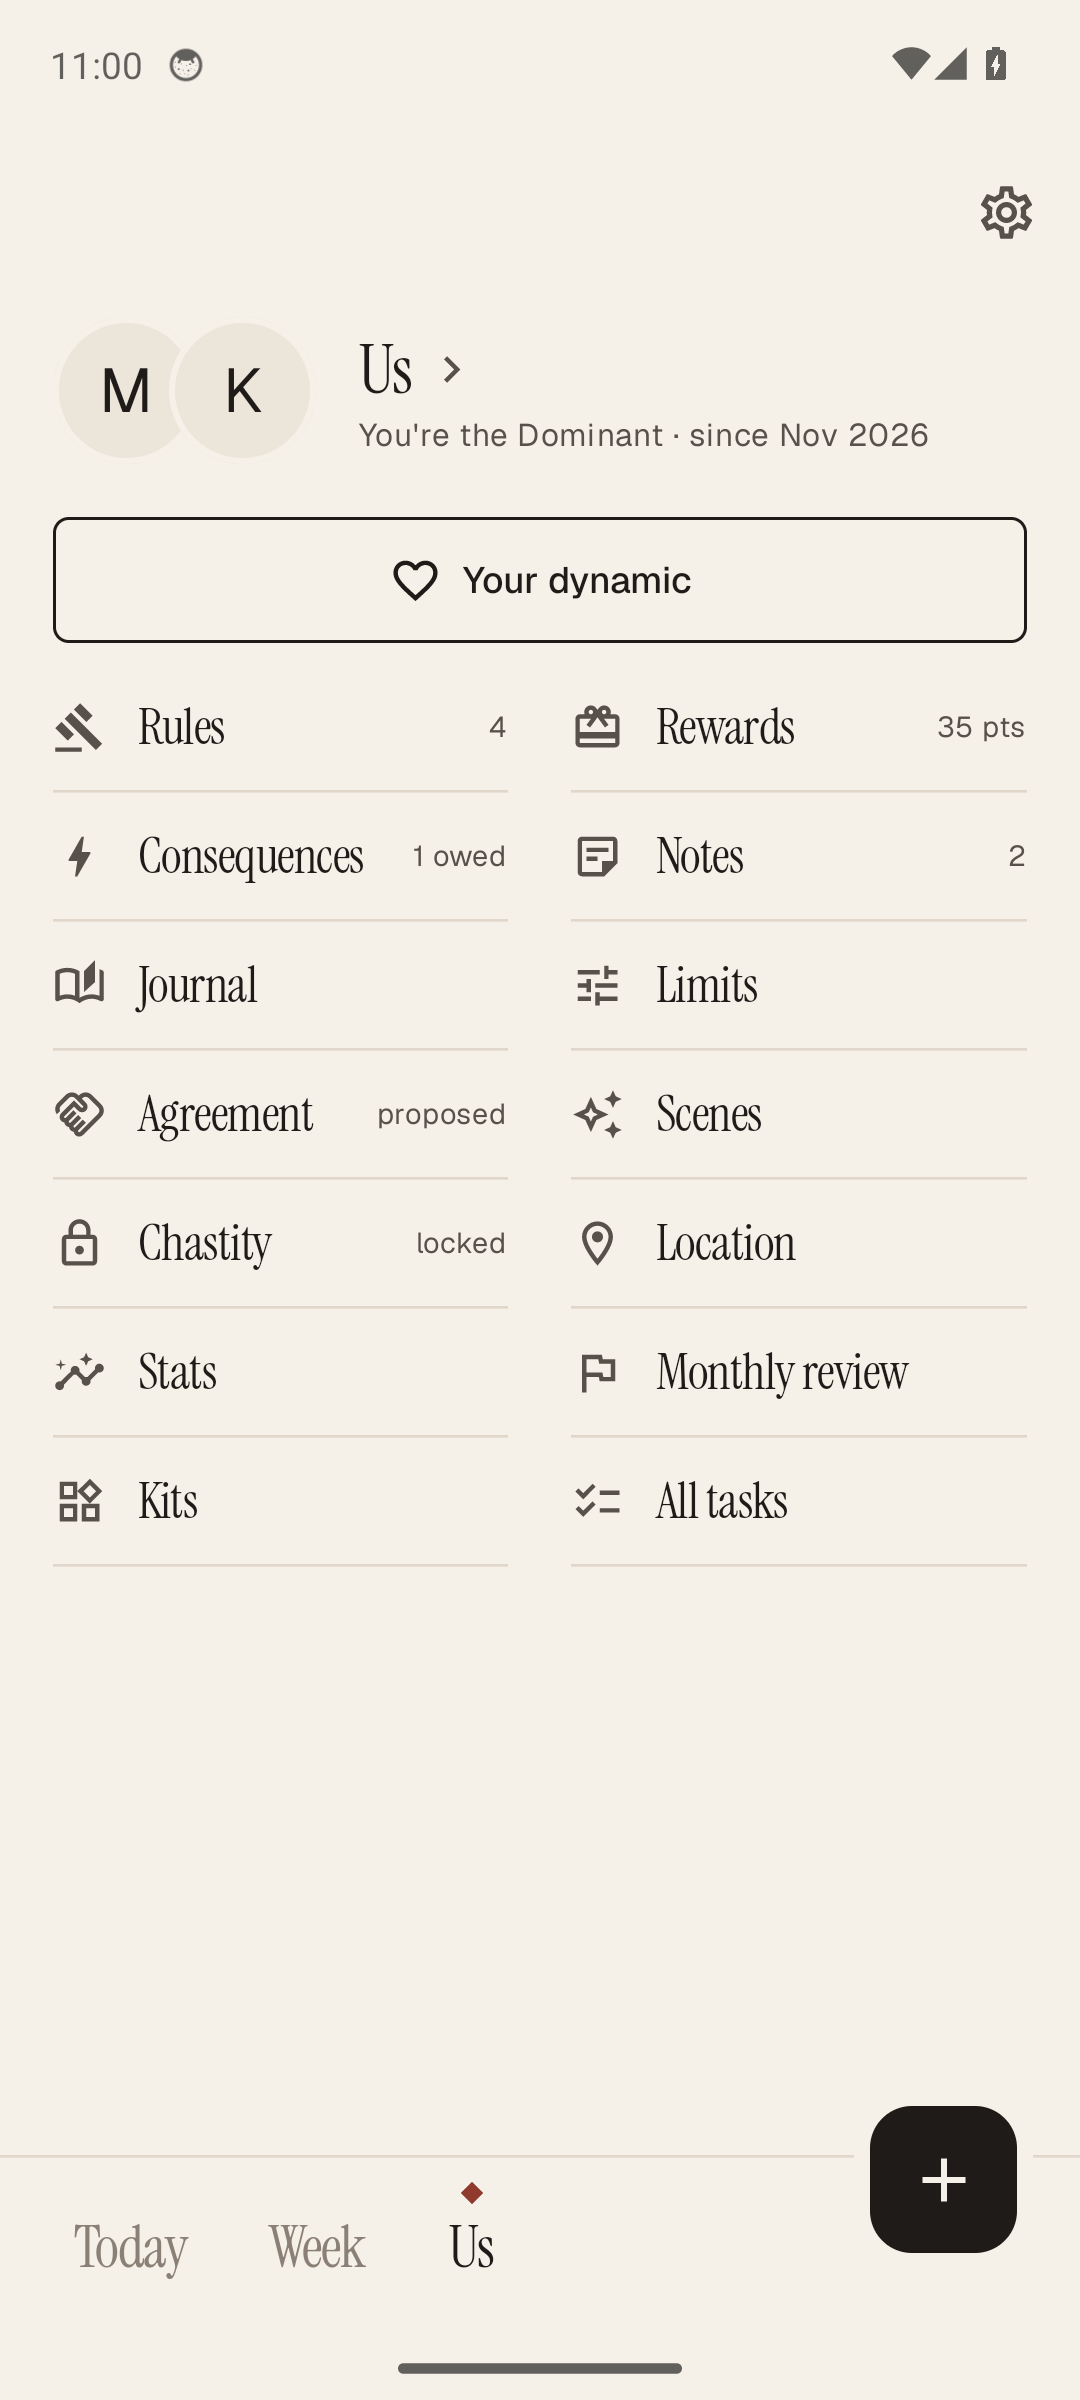 11:00
M K
Us
You're the Dominant · since Nov 2026
Your dynamic
Rules 4
Rewards 35 pts
Consequences 1 owed
Notes 2
Journal
Limits
Agreement proposed
Scenes
Chastity locked
Location
Stats
Monthly review
Kits
All tasks
Today Week Us